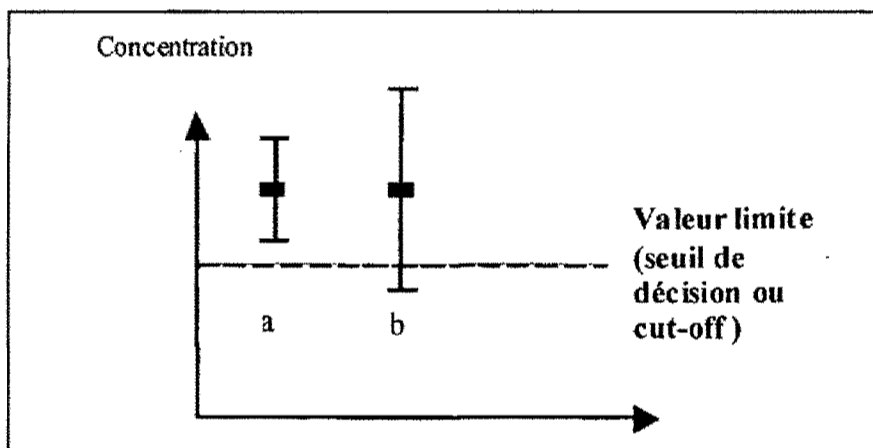 Concentration
Valeur limite
(seuil de
décision ou
cut-off)
a
b